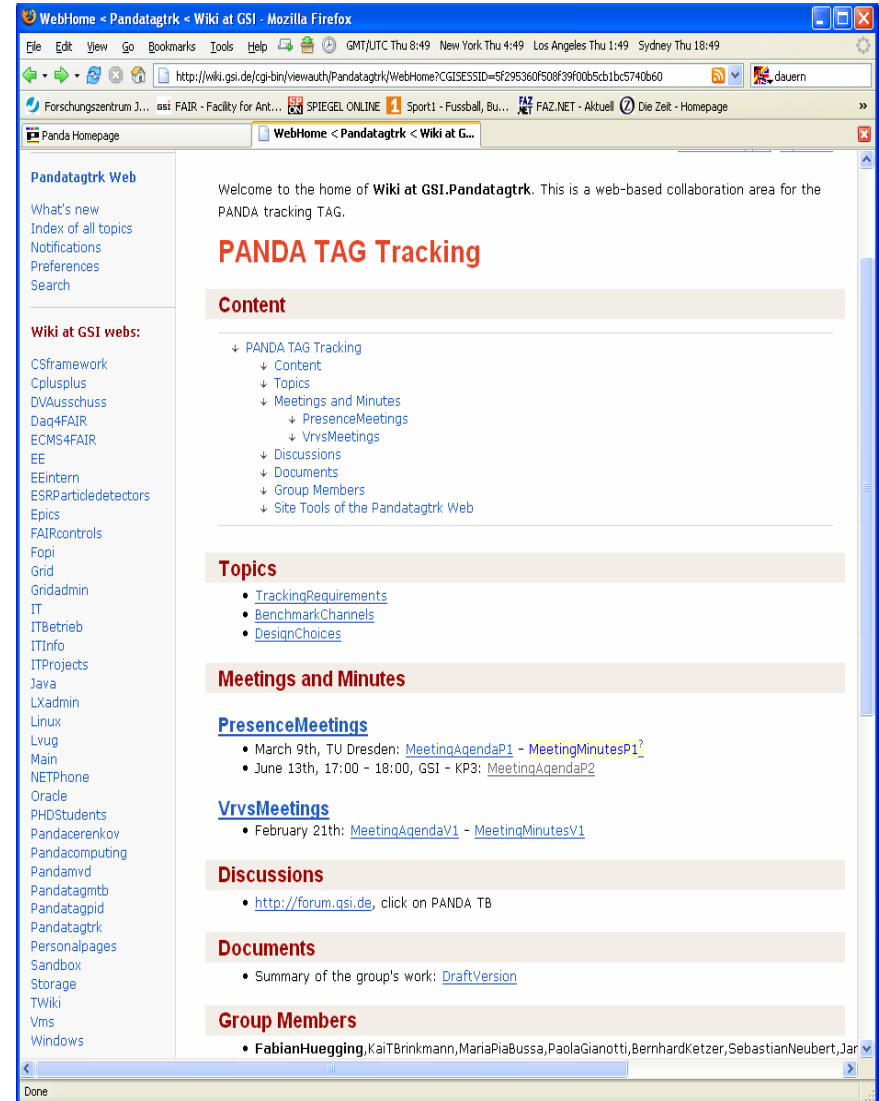 WebHome < Pandatagtrk < Wiki at GSI - Mozilla Firefox
File Edit View Go Bookmarks Tools Help GMT/UTC Thu 8:49 New York Thu 4:49 Los Angeles Thu 1:49 Sydney Thu 18:49
http://wiki.gsi.de/cgi-bin/viewauth/Pandatagtrk/WebHome?CGISESSID=5f295360f508f39f00b5cb1bc5740b60 dauern
Forschungszentrum J... FAIR - Facility for Ant... SPIEGEL ONLINE Sport1 - Fussball, Bu... FAZ.NET - Aktuell Die Zeit - Homepage »
Panda Homepage WebHome < Pandatagtrk < Wiki at G...
Pandatagtrk Web
What's new
Index of all topics
Notifications
Preferences
Search
Wiki at GSI webs:
CSframework
Cplusplus
DVAusschuss
Daq4FAIR
ECMS4FAIR
EE
EEintern
ESRParticledetectors
Epics
FAIRcontrols
Fopi
Grid
Gridadmin
IT
ITBetrieb
ITInfo
ITProjects
Java
LXadmin
Linux
Lvug
Main
NETPhone
Oracle
PHDStudents
Pandacerenkov
Pandacomputing
Pandamvd
Pandatagmtb
Pandatagpid
Pandatagtrk
Personalpages
Sandbox
Storage
TWiki
Vms
Windows
Welcome to the home of Wiki at GSI.Pandatagtrk. This is a web-based collaboration area for the
PANDA tracking TAG.
PANDA TAG Tracking
Content
↓ PANDA TAG Tracking
↓ Content
↓ Topics
↓ Meetings and Minutes
↓ PresenceMeetings
↓ VrvsMeetings
↓ Discussions
↓ Documents
↓ Group Members
↓ Site Tools of the Pandatagtrk Web
Topics
• TrackingRequirements
• BenchmarkChannels
• DesignChoices
Meetings and Minutes
PresenceMeetings
• March 9th, TU Dresden: MeetingAgendaP1 - MeetingMinutesP1?
• June 13th, 17:00 - 18:00, GSI - KP3: MeetingAgendaP2
VrvsMeetings
• February 21th: MeetingAgendaV1 - MeetingMinutesV1
Discussions
• http://forum.gsi.de, click on PANDA TB
Documents
• Summary of the group's work: DraftVersion
Group Members
• FabianHuegging,KaiTBrinkmann,MariaPiaBussa,PaolaGianotti,BernhardKetzer,SebastianNeubert,Jar
Done